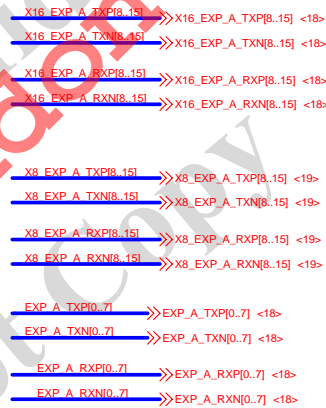 X16_EXP_A_TXP[8..15] X16_EXP_A_TXP[8..15] <18>
X16_EXP_A_TXN[8..15] X16_EXP_A_TXN[8..15] <18>
X16_EXP_A_RXP[8..15] X16_EXP_A_RXP[8..15] <18>
X16_EXP_A_RXN[8..15] X16_EXP_A_RXN[8..15] <18>
X8_EXP_A_TXP[8..15] X8_EXP_A_TXP[8..15] <19>
X8_EXP_A_TXN[8..15] X8_EXP_A_TXN[8..15] <19>
X8_EXP_A_RXP[8..15] X8_EXP_A_RXP[8..15] <19>
X8_EXP_A_RXN[8..15] X8_EXP_A_RXN[8..15] <19>
EXP_A_TXP[0..7] EXP_A_TXP[0..7] <18>
EXP_A_TXN[0..7] EXP_A_TXN[0..7] <18>
EXP_A_RXP[0..7] EXP_A_RXP[0..7] <18>
EXP_A_RXN[0..7] EXP_A_RXN[0..7] <18>
Copy